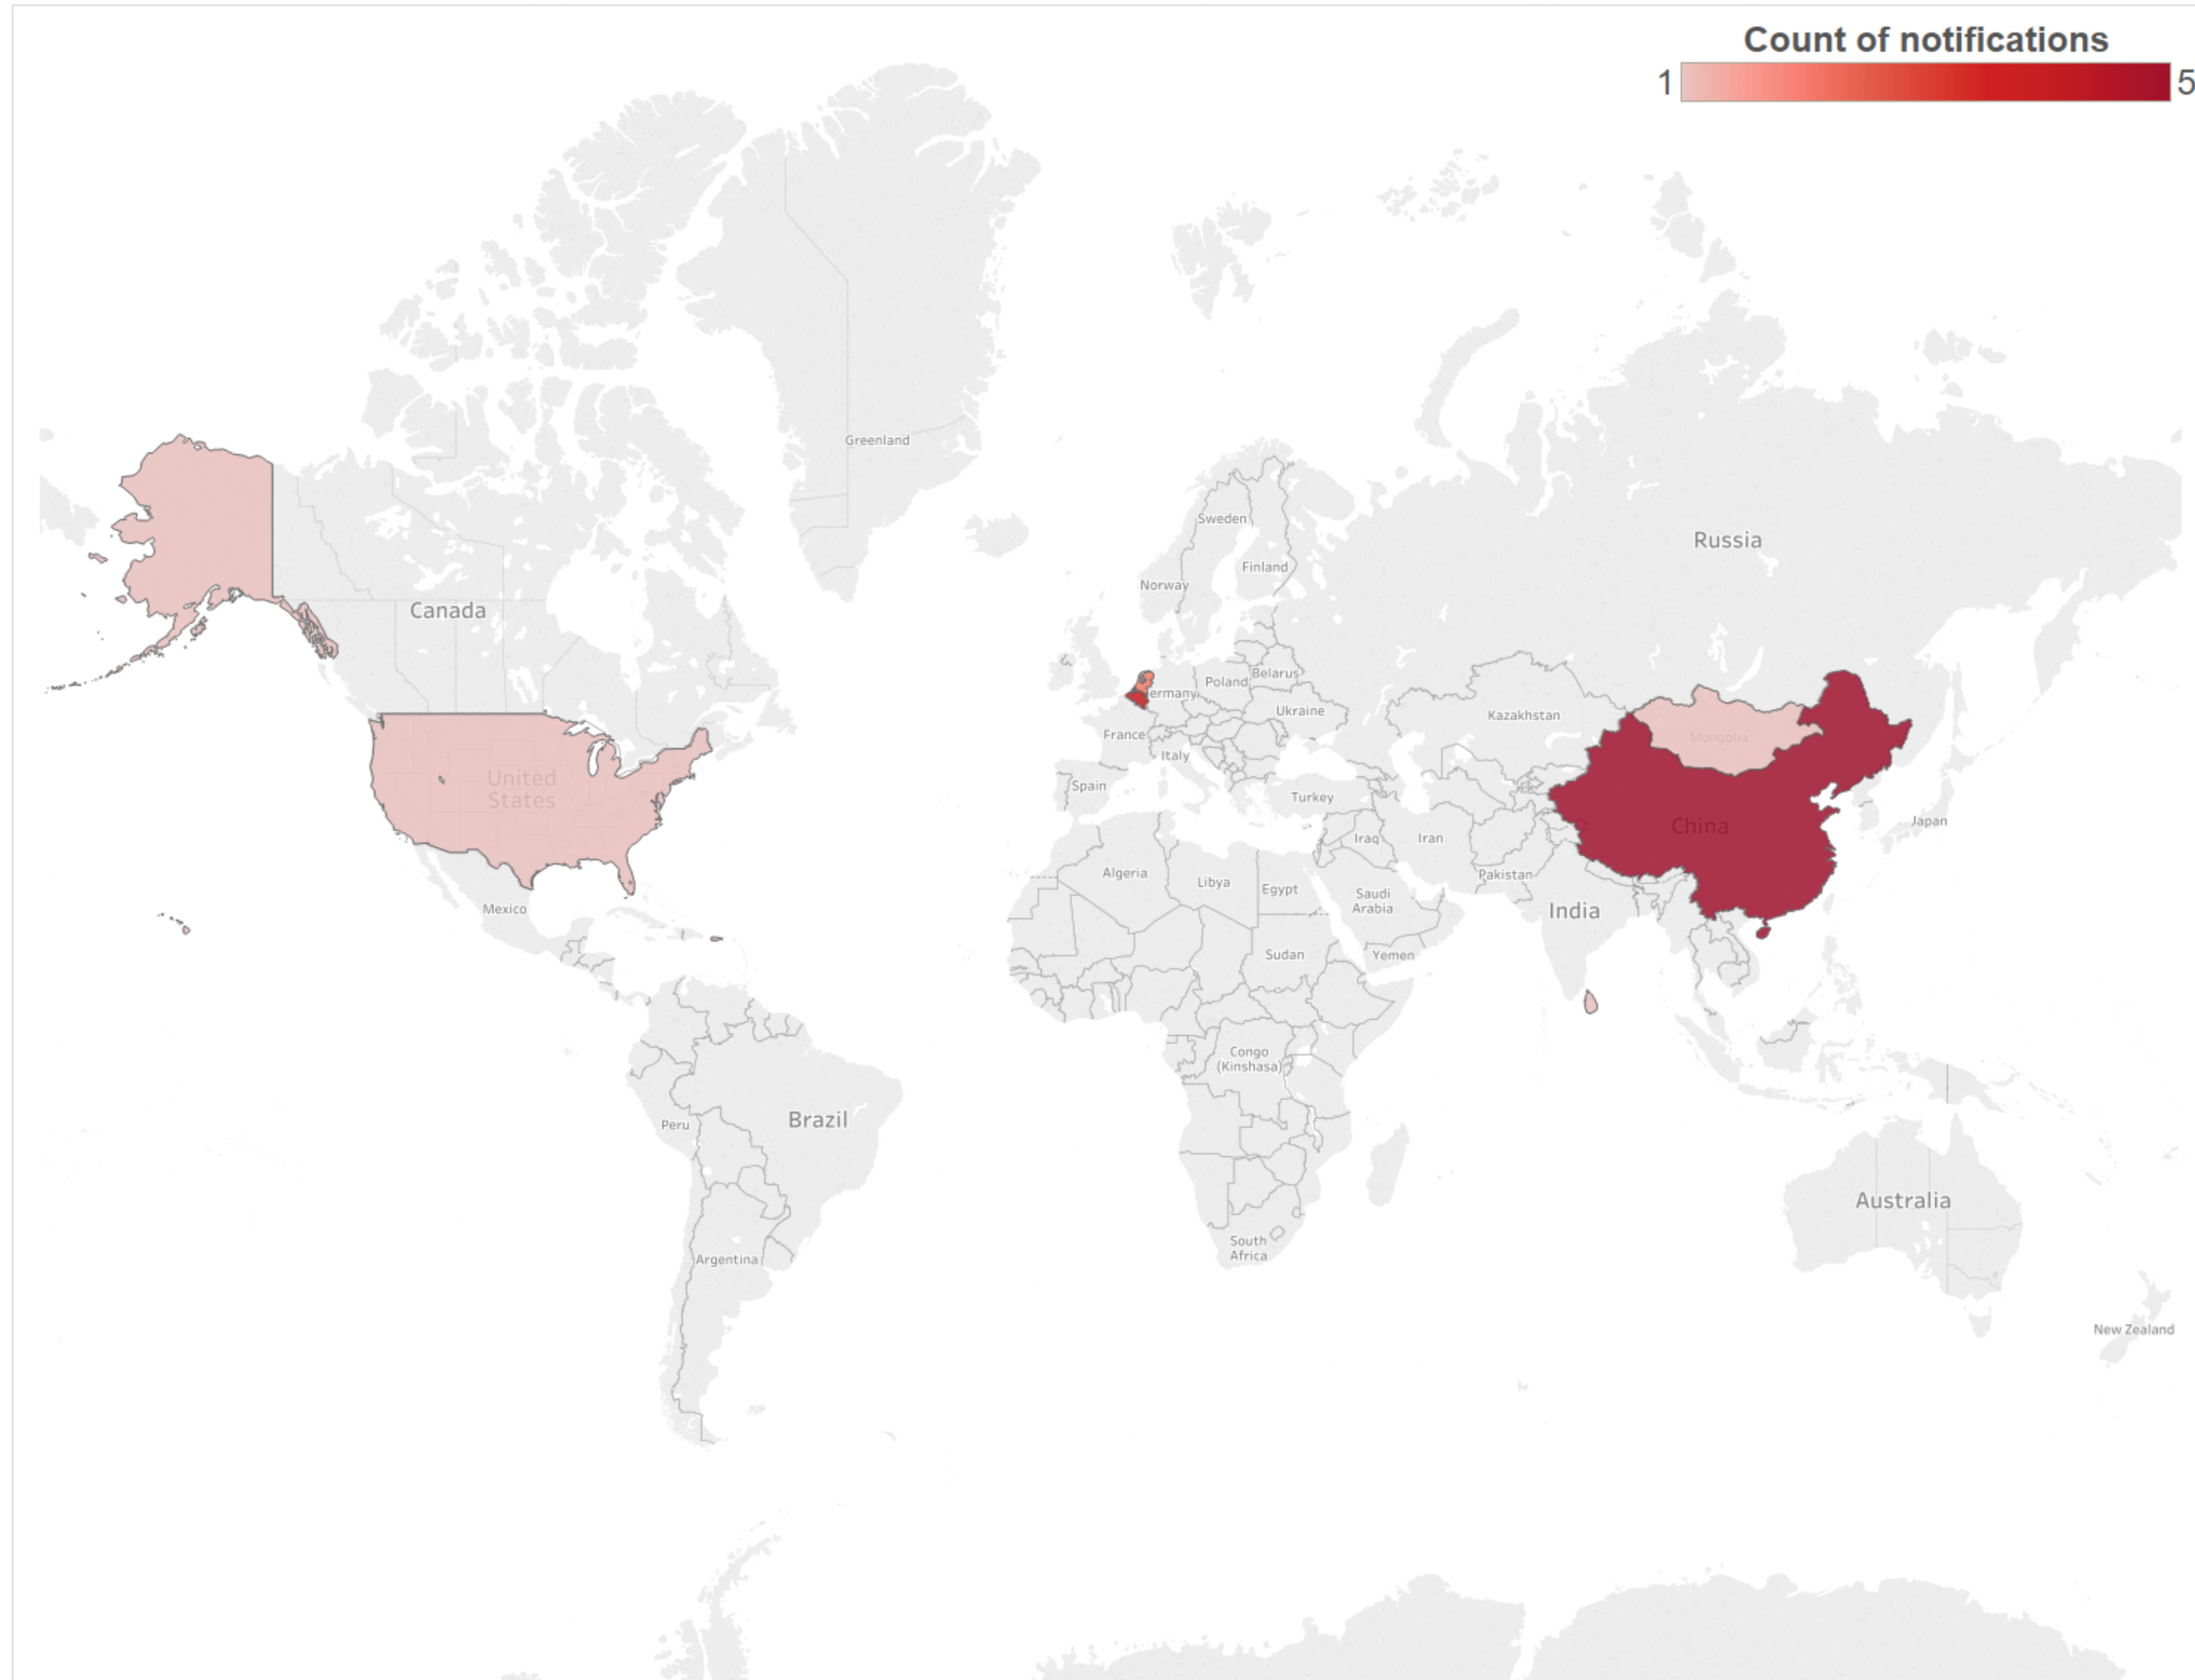 Count of notifications
1
5
Greenland
Sweden
Russia
Finland
Norway
Canada
Belarus
Poland
ermany
Ukraine
Kazakhstan
France
Mongolia
Italy
United
States
Spain
Turkey
China
Japan
Iraq
Iran
Algeria
Pakistan
Libya
Egypt
Saudi
Arabia
Mexico
India
Sudan
Yemen
Congo
(Kinshasa)
Brazil
Peru
Australia
South
Africa
Argentina
New Zealand